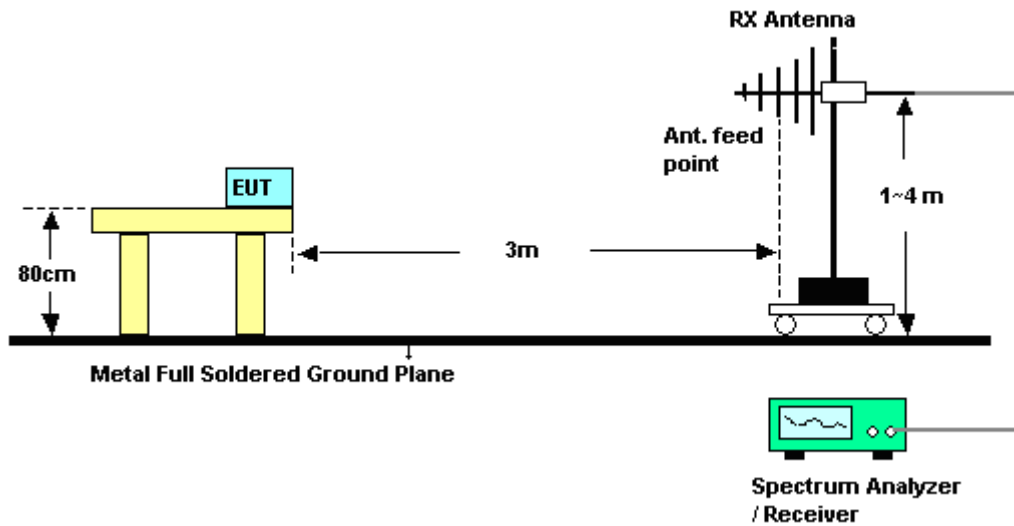 RX Antenna
Ant. feed
point
EUT
1~4 m
3m
80cm
Metal Full Soldered Ground Plane
Spectrum Analyzer
/ Receiver